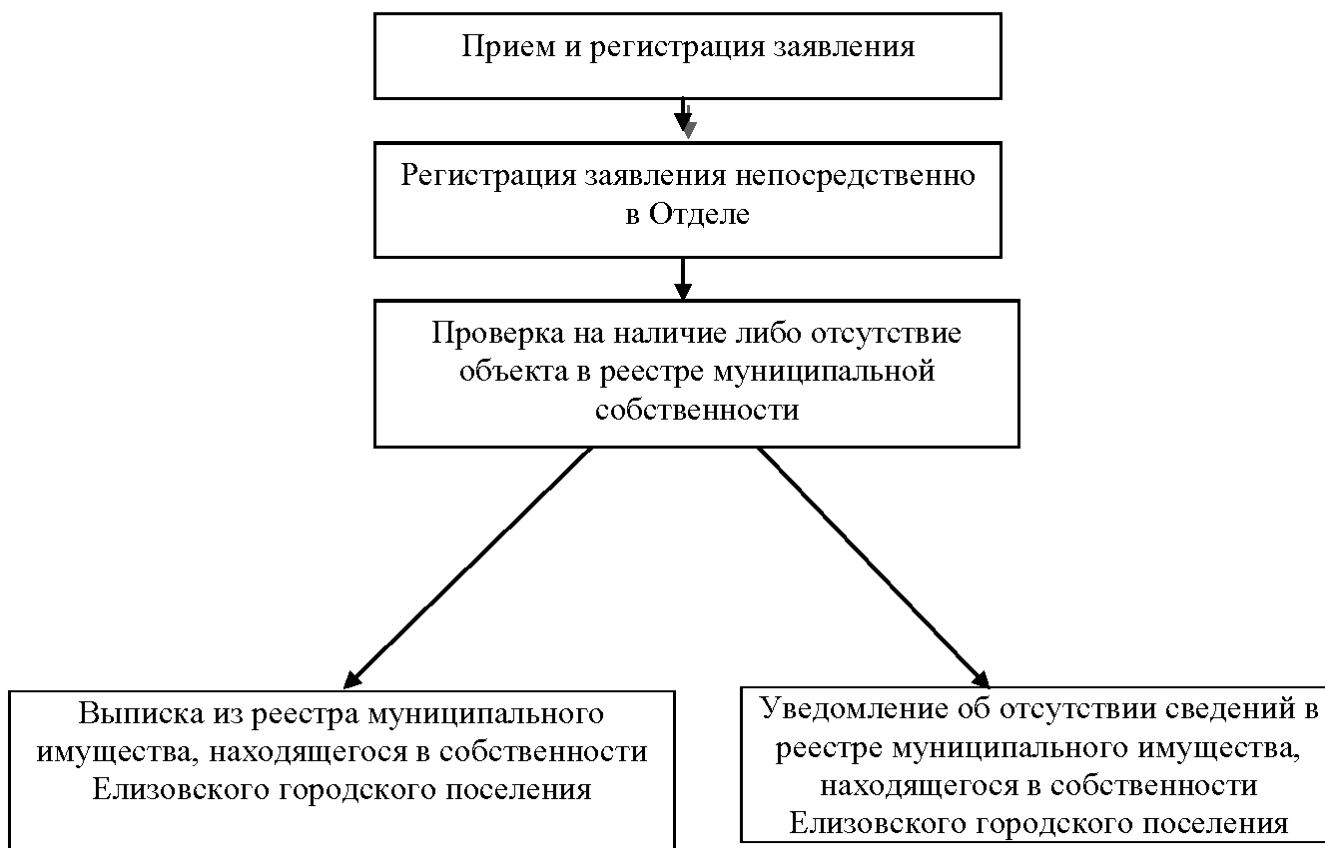 Прием и регистрация заявления
Регистрация заявления непосредственно
в Отделе
Проверка на наличие либо отсутствие
объекта в реестре муниципальной
собственности
Выписка из реестра муниципального
имущества, находящегося в собственности
Елизовского городского поселения
Уведомление об отсутствии сведений в
реестре муниципального имущества,
находящегося в собственности
Елизовского городского поселения